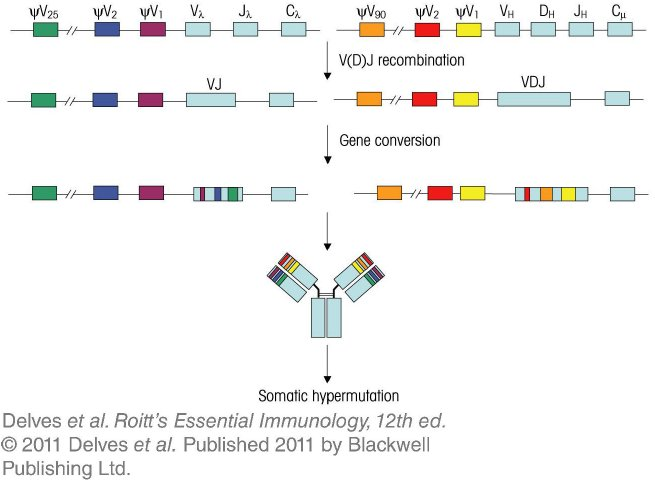 ψV25 ψV2 ψV1 Vλ Jλ Cλ ψV90 ψV2 ψV1 VH DH JH Cμ
V(D)J recombination
VJ VDJ
Gene conversion
Somatic hypermutation
Delves et al. Roitt's Essential Immunology, 12th ed.
© 2011 Delves et al. Published 2011 by Blackwell
Publishing Ltd.